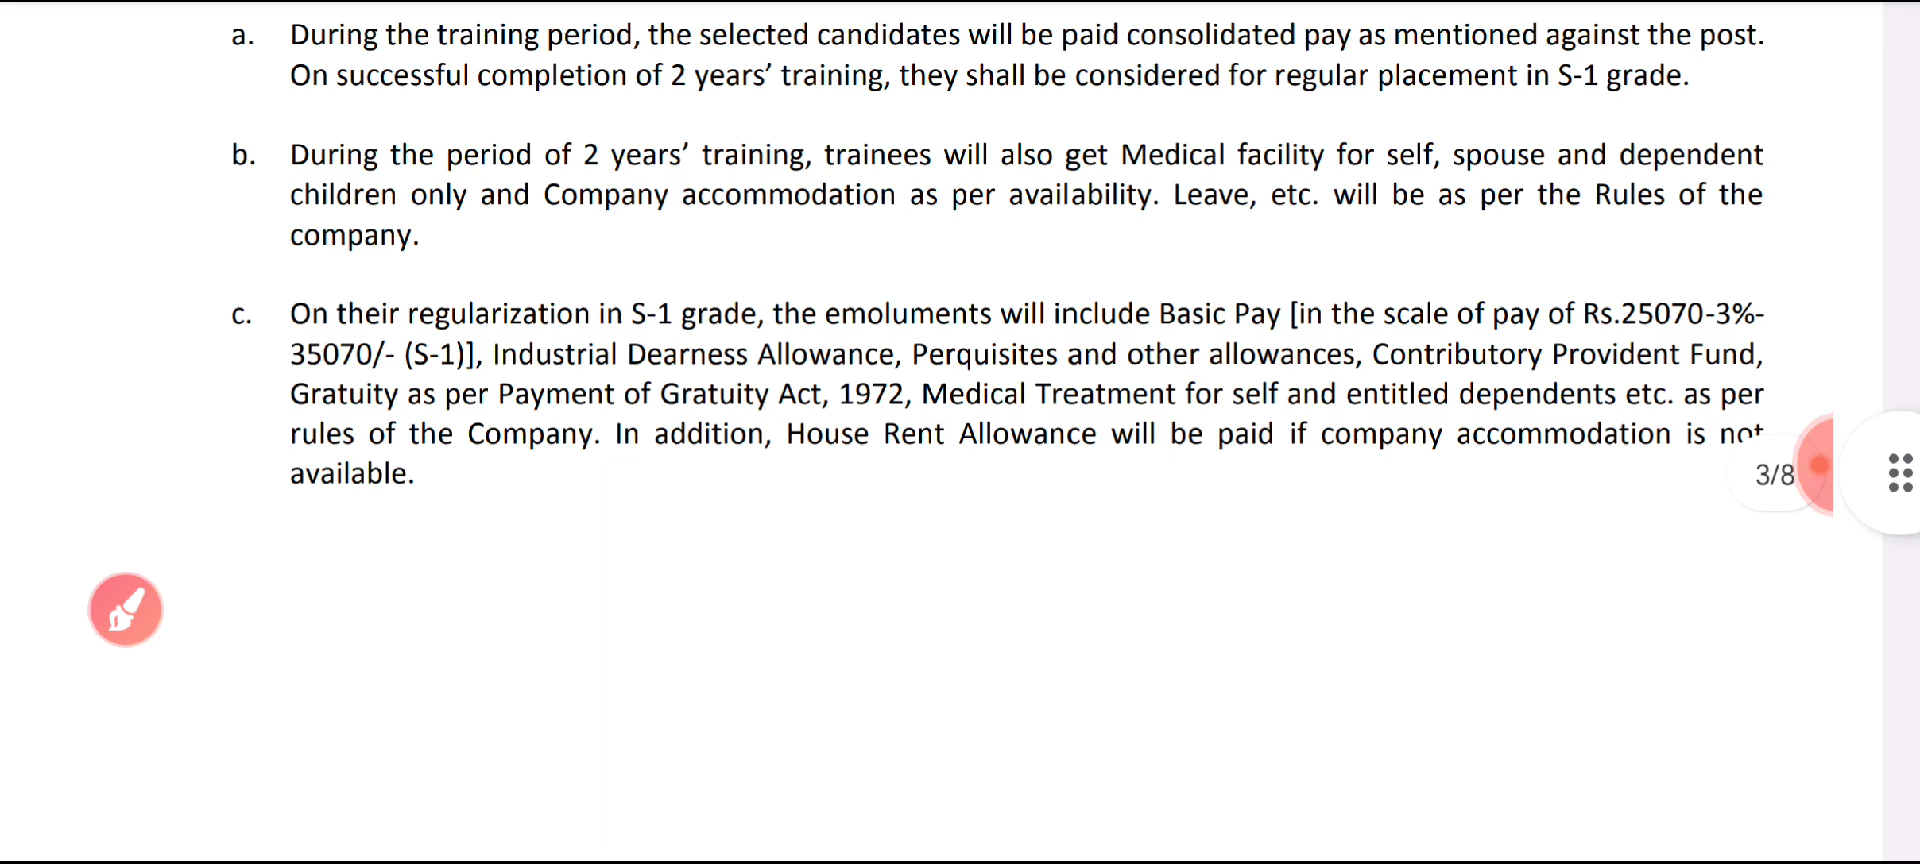 a. During the training period, the selected candidates will be paid consolidated pay as mentioned against the post.
On successful completion of 2 years’ training, they shall be considered for regular placement in S-1 grade.
b. During the period of 2 years’ training, trainees will also get Medical facility for self, spouse and dependent
children only and Company accommodation as per availability. Leave, etc. will be as per the Rules of the
company.
c. On their regularization in S-1 grade, the emoluments will include Basic Pay [in the scale of pay of Rs.25070-3%-
35070/- (S-1)], Industrial Dearness Allowance, Perquisites and other allowances, Contributory Provident Fund,
Gratuity as per Payment of Gratuity Act, 1972, Medical Treatment for self and entitled dependents etc. as per
rules of the Company. In addition, House Rent Allowance will be paid if company accommodation is not
available.
3/8